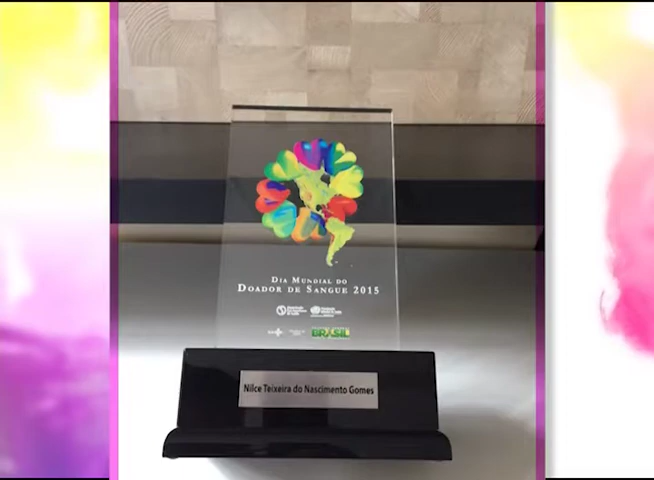 DIA MUNDIAL DO
DOADOR DE SANGUE 2015
BRASIL
Nilce Teixeira do Nascimento Gomes